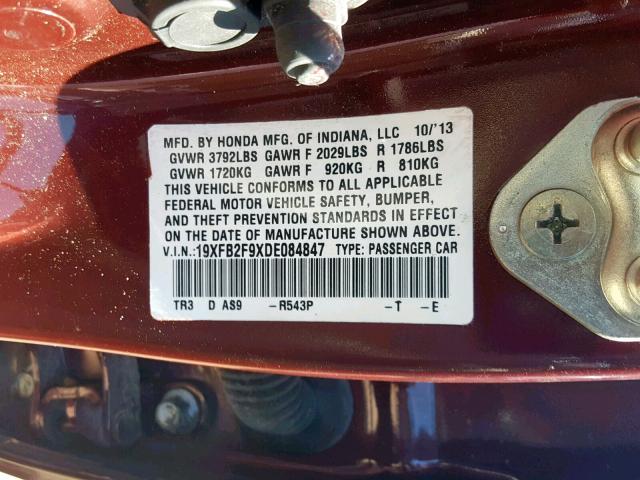 MFD. BY HONDA MFG. OF INDIANA, LLC 10/'13
GVWR 3792LBS GAWR F 2029LBS R 1786LBS
GVWR 1720KG GAWR F 920KG R 810KG
THIS VEHICLE CONFORMS TO ALL APPLICABLE
FEDERAL MOTOR VEHICLE SAFETY, BUMPER,
AND THEFT PREVENTION STANDARDS IN EFFECT
ON THE DATE OF MANUFACTURE SHOWN ABOVE.
V.I.N.:19XFB2F9XDE084847 TYPE: PASSENGER CAR
TR3 D AS9 -R543P -T -E